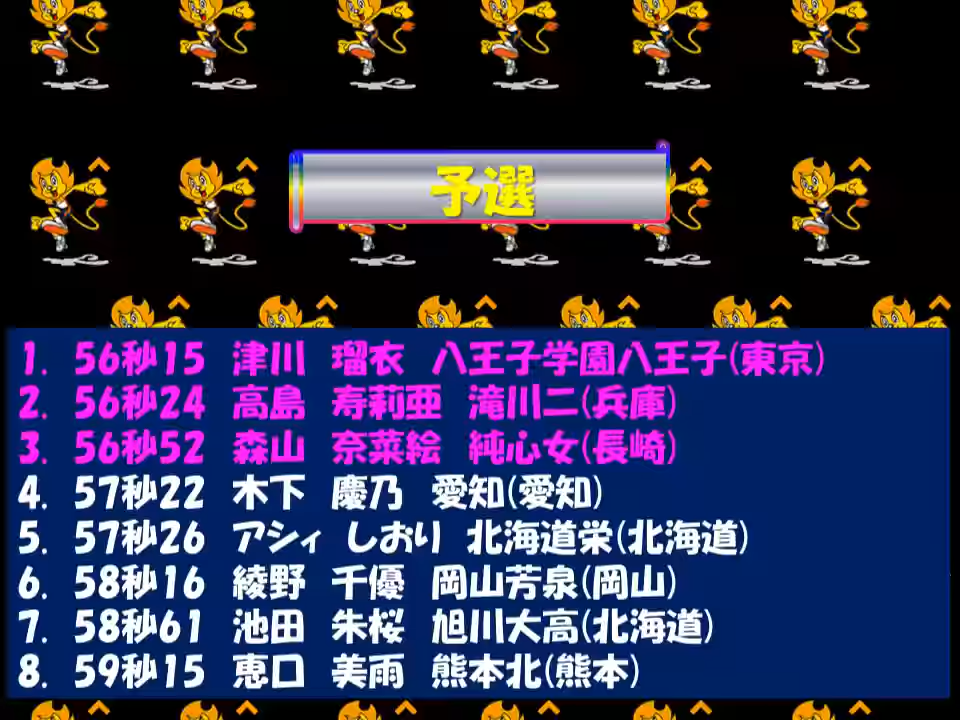 予選
1. 56秒15 津川 瑠衣 八王子学園八王子(東京)
2. 56秒24 高島 寿莉亜 滝川二(兵庫)
3. 56秒52 森山 奈菜絵 純心女(長崎)
4. 57秒22 木下 慶乃 愛知(愛知)
5. 57秒26 アシィ しおり 北海道栄(北海道)
6. 58秒16 綾野 千優 岡山芳泉(岡山)
7. 58秒61 池田 朱桜 旭川大高(北海道)
8. 59秒15 恵口 美雨 熊本北(熊本)